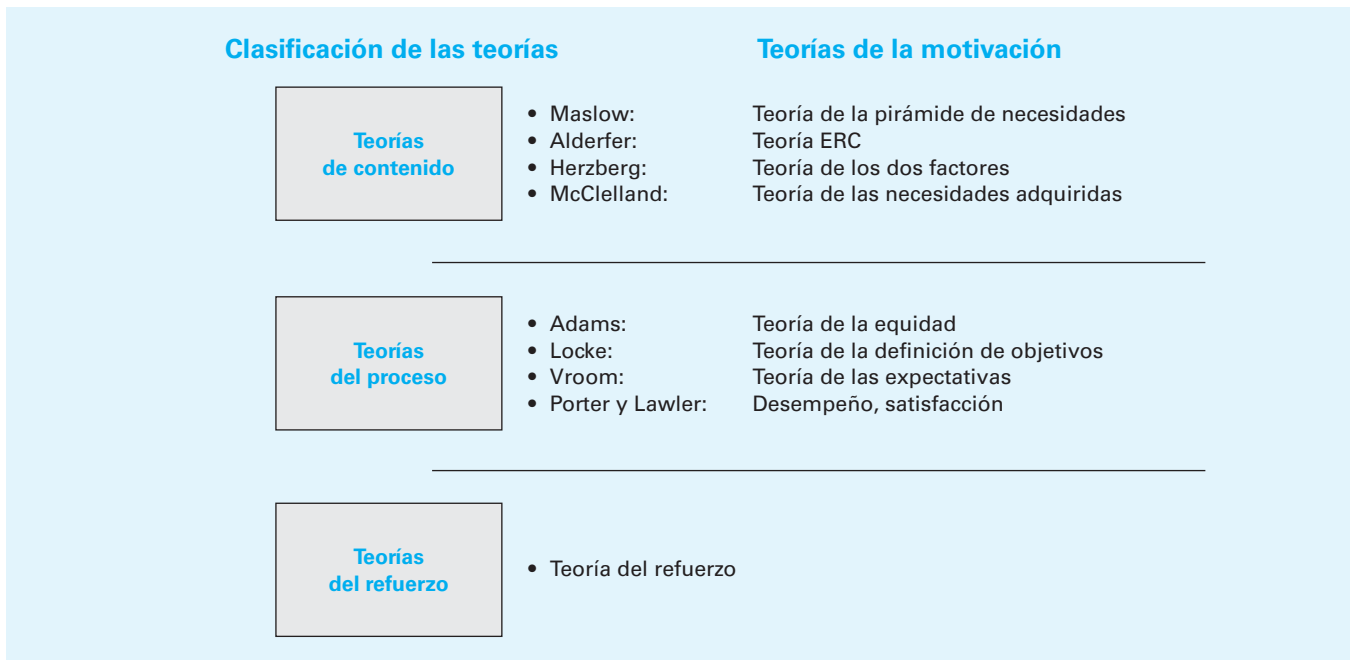 Clasificación de las teorías Teorías de la motivación
Teorías
de contenido
• Maslow: Teoría de la pirámide de necesidades
• Alderfer: Teoría ERC
• Herzberg: Teoría de los dos factores
• McClelland: Teoría de las necesidades adquiridas
Teorías
del proceso
• Adams: Teoría de la equidad
• Locke: Teoría de la definición de objetivos
• Vroom: Teoría de las expectativas
• Porter y Lawler: Desempeño, satisfacción
Teorías
del refuerzo
• Teoría del refuerzo